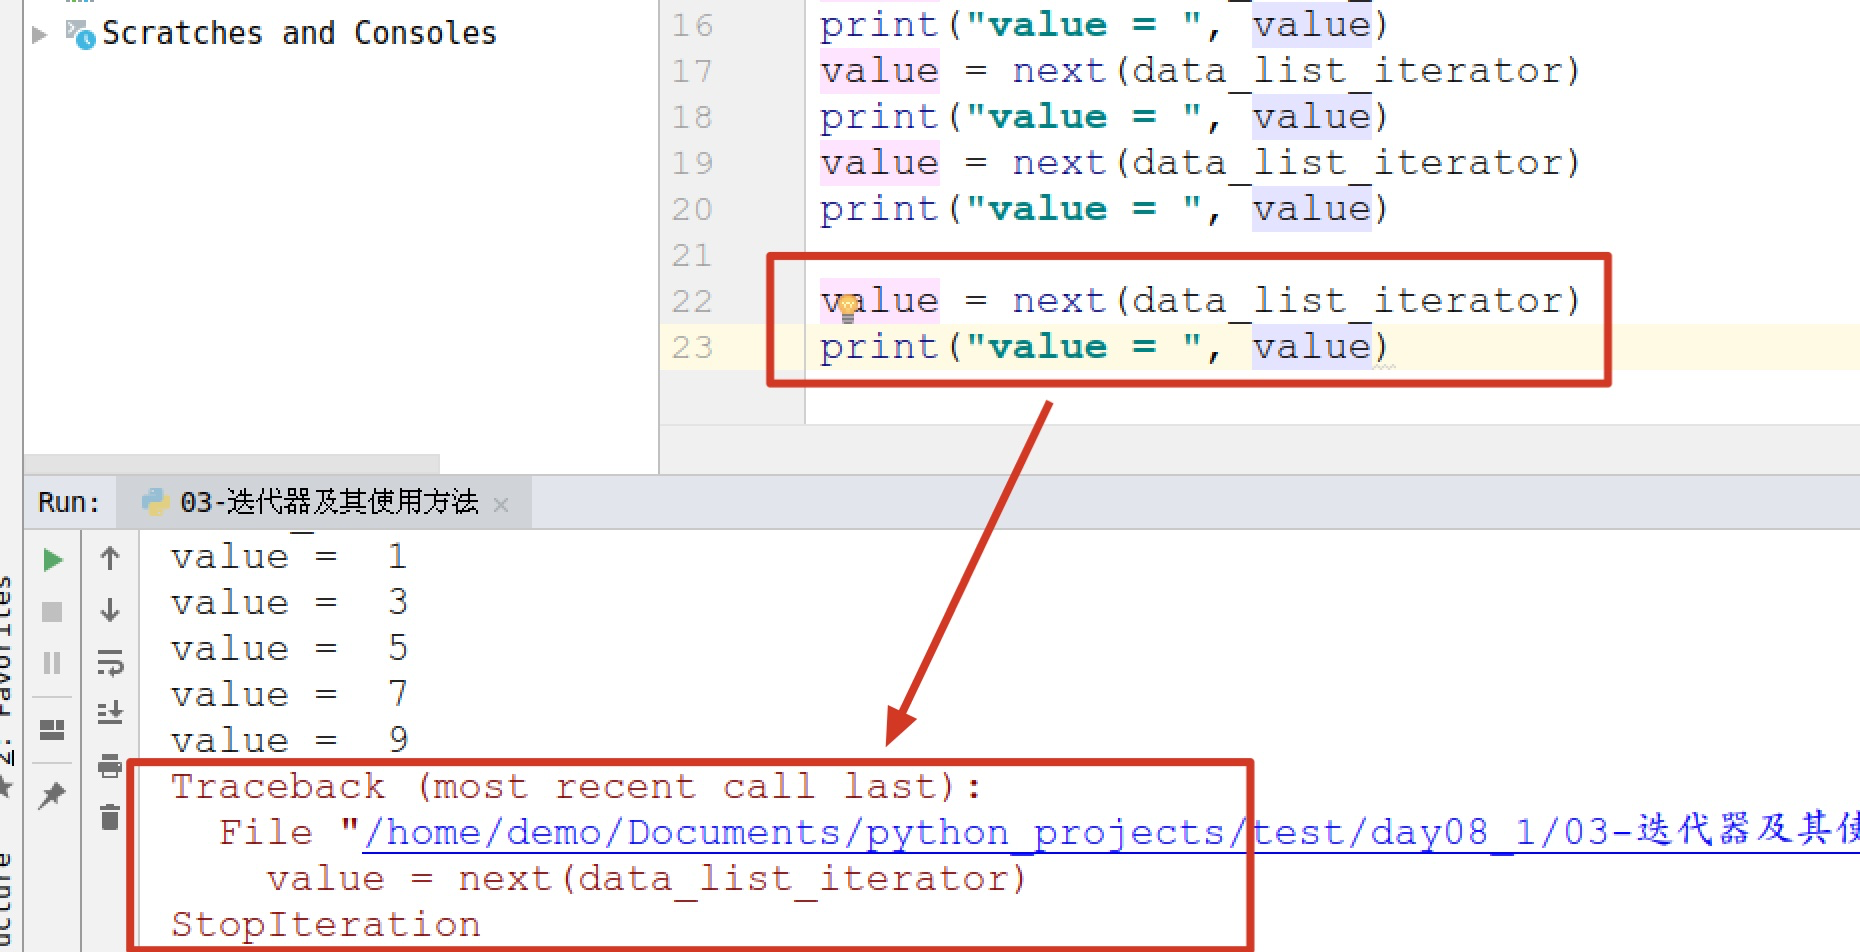 Scratches and Consoles
16 print("value = ", value)
17 value = next(data_list_iterator)
18 print("value = ", value)
19 value = next(data_list_iterator)
20 print("value = ", value)
21
22 value = next(data_list_iterator)
23 print("value = ", value)
Run: 03-迭代器及其使用方法
value = 1
value = 3
value = 5
value = 7
value = 9
Traceback (most recent call last):
File "/home/demo/Documents/python_projects/test/day08_1/03-迭代器及其使
value = next(data_list_iterator)
StopIteration
2: Favorites
ucture